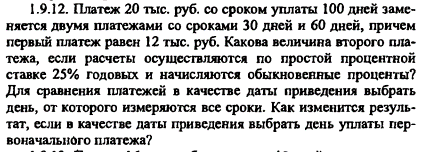 1.9.12. Платеж 20 тыс. руб. со сроком уплаты 100 дней заме-
няется двумя платежами со сроками 30 дней и 60 дней, причем
первый платеж равен 12 тыс. руб. Какова величина второго пла-
тежа, если расчеты осуществляются по простой процентной
ставке 25% годовых и начисляются обыкновенные проценты?
Для сравнения платежей в качестве даты приведения выбрать
день, от которого измеряются все сроки. Как изменится резуль-
тат, если в качестве даты приведения выбрать день уплаты пер-
воначального платежа?